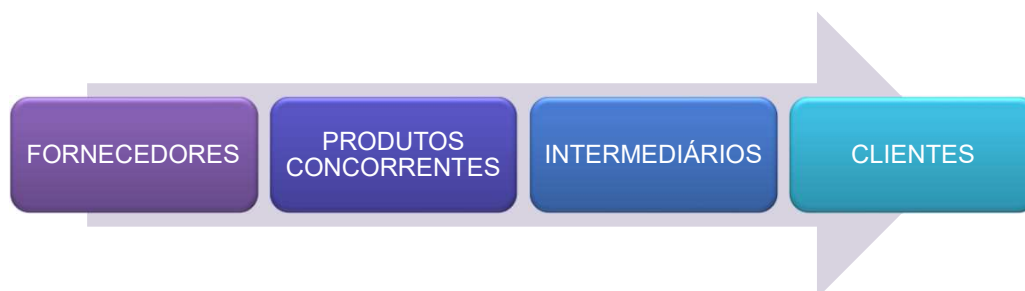 FORNECEDORES
PRODUTOS
CONCORRENTES
INTERMEDIÁRIOS
CLIENTES